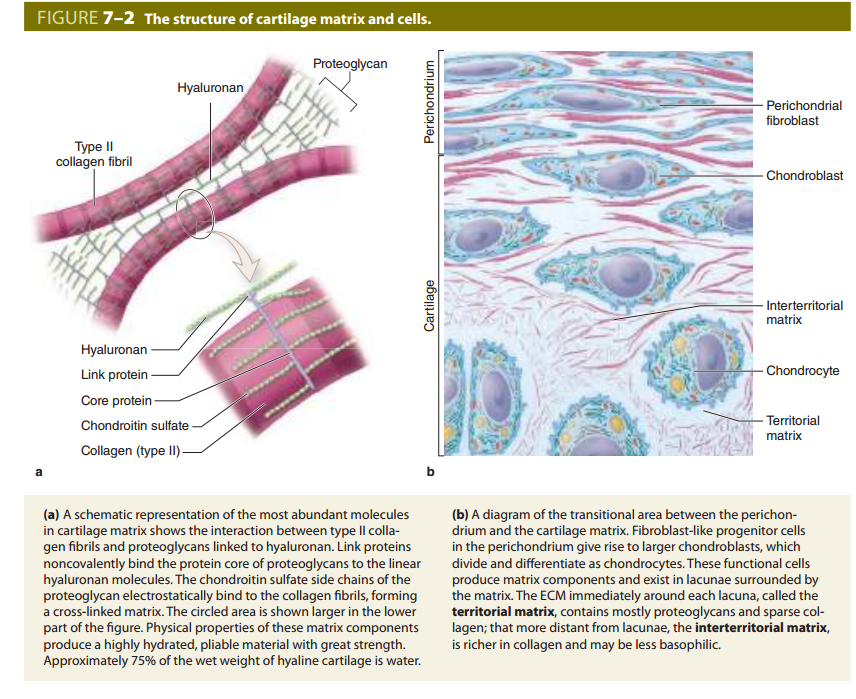 FIGURE 7–2 The structure of cartilage matrix and cells.
Proteoglycan
Hyaluronan
Type II
collagen fibril
Hyaluronan
Link protein
Core protein
Chondroitin sulfate
Collagen (type II)
a
Perichondrium
Cartilage
Perichondrial
fibroblast
Chondroblast
Interterritorial
matrix
Chondrocyte
Territorial
matrix
b
(a) A schematic representation of the most abundant molecules
in cartilage matrix shows the interaction between type II colla-
gen fibrils and proteoglycans linked to hyaluronan. Link proteins
noncovalently bind the protein core of proteoglycans to the linear
hyaluronan molecules. The chondroitin sulfate side chains of the
proteoglycan electrostatically bind to the collagen fibrils, forming
a cross-linked matrix. The circled area is shown larger in the lower
part of the figure. Physical properties of these matrix components
produce a highly hydrated, pliable material with great strength.
Approximately 75% of the wet weight of hyaline cartilage is water.
(b) A diagram of the transitional area between the perichon-
drium and the cartilage matrix. Fibroblast-like progenitor cells
in the perichondrium give rise to larger chondroblasts, which
divide and differentiate as chondrocytes. These functional cells
produce matrix components and exist in lacunae surrounded by
the matrix. The ECM immediately around each lacuna, called the
territorial matrix, contains mostly proteoglycans and sparse col-
lagen; that more distant from lacunae, the interterritorial matrix,
is richer in collagen and may be less basophilic.